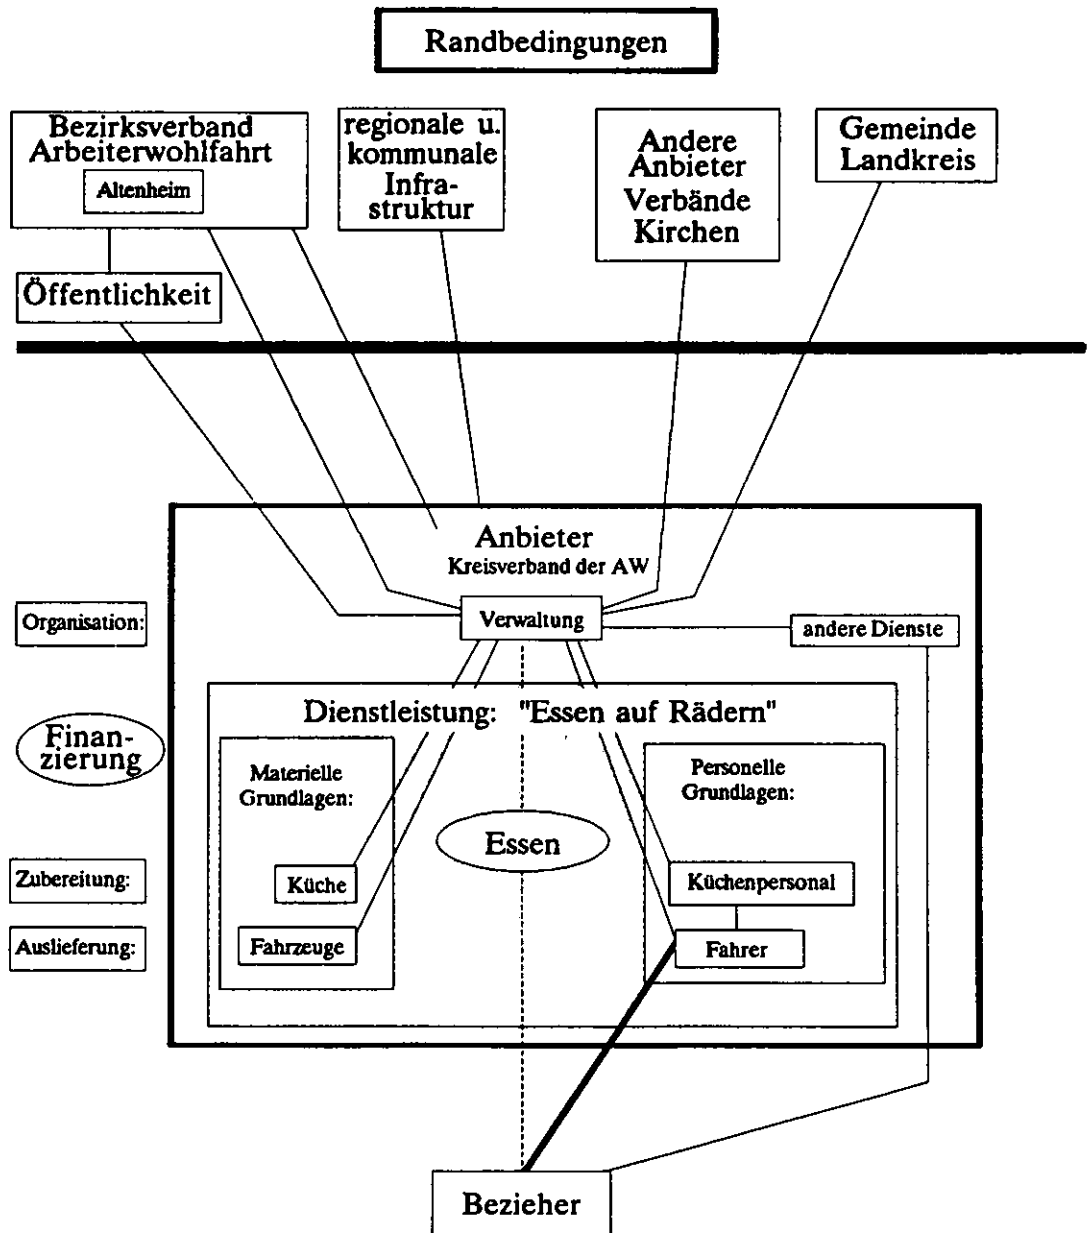 Randbedingungen
Bezirksverband
Arbeiterwohlfahrt
Altenheim
Öffentlichkeit
regionale u.
kommunale
Infra-
struktur
Andere
Anbieter
Verbände
Kirchen
Gemeinde
Landkreis
Anbieter
Kreisverband der AW
Organisation:
Verwaltung
andere Dienste
Dienstleistung: "Essen auf Rädern"
Finan-
zierung
Materielle
Grundlagen:
Personelle
Grundlagen:
Essen
Zubereitung:
Küche
Küchenpersonal
Auslieferung:
Fahrzeuge
Fahrer
Bezieher